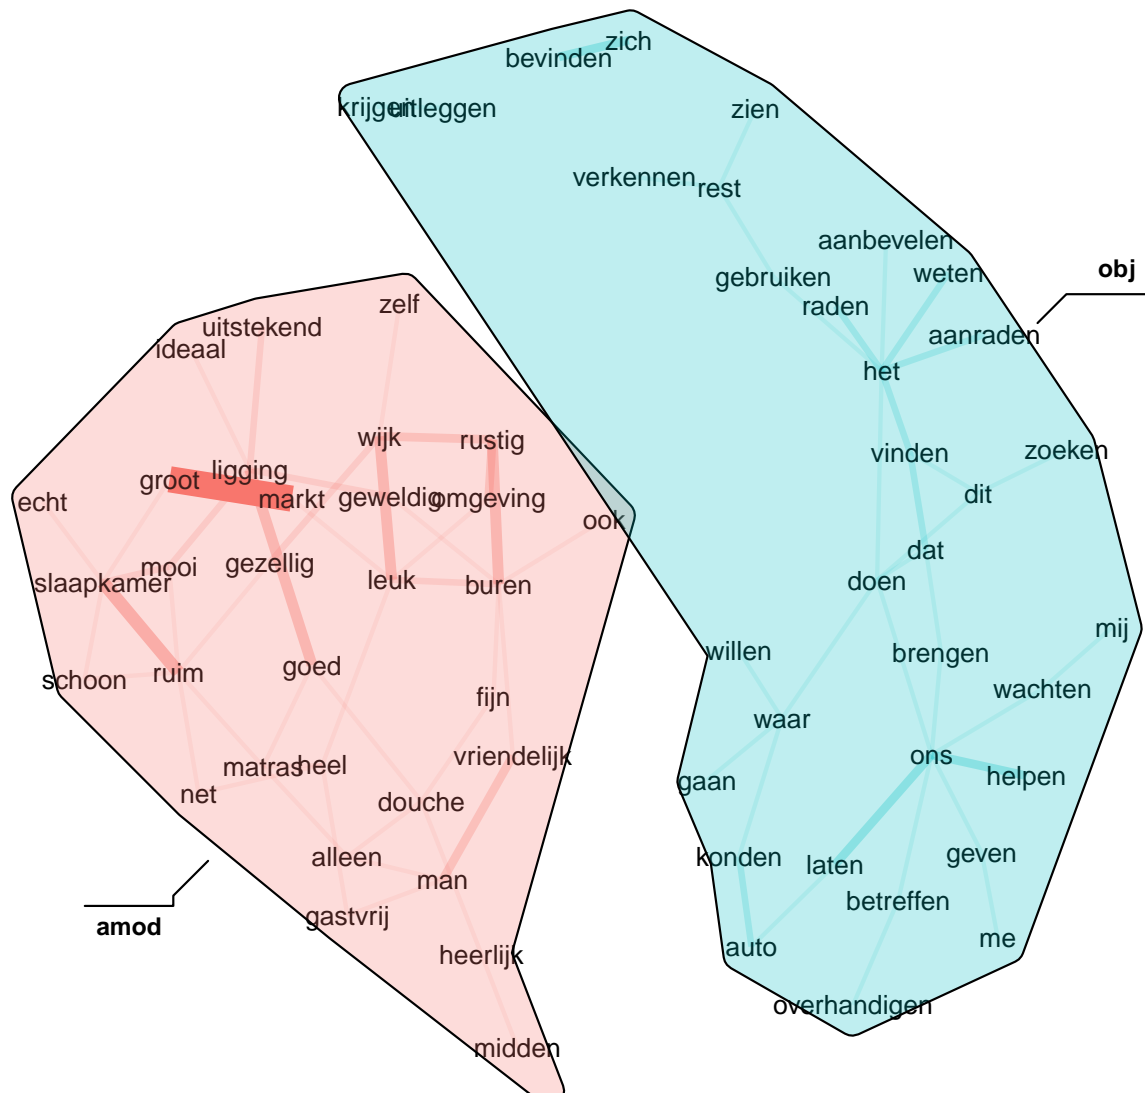 zich
bevinden
krijgen
uitleggen
zien
verkennen
rest
aanbevelen
weten
gebruiken
raden
obj
aanraden
het
zelf
uitstekend
ideaal
wijk
rustig
vinden
zoeken
ligging
groot
markt
geweldig
omgeving
dit
echt
ook
dat
mooi
gezellig
slaapkamer
leuk
buren
doen
mij
willen
brengen
goed
ruim
schoon
wachten
fijn
waar
ons
vriendelijk
matras
heel
helpen
gaan
net
douche
alleen
konden
laten
geven
man
betreffen
gastvrij
amod
me
auto
heerlijk
overhandigen
midden